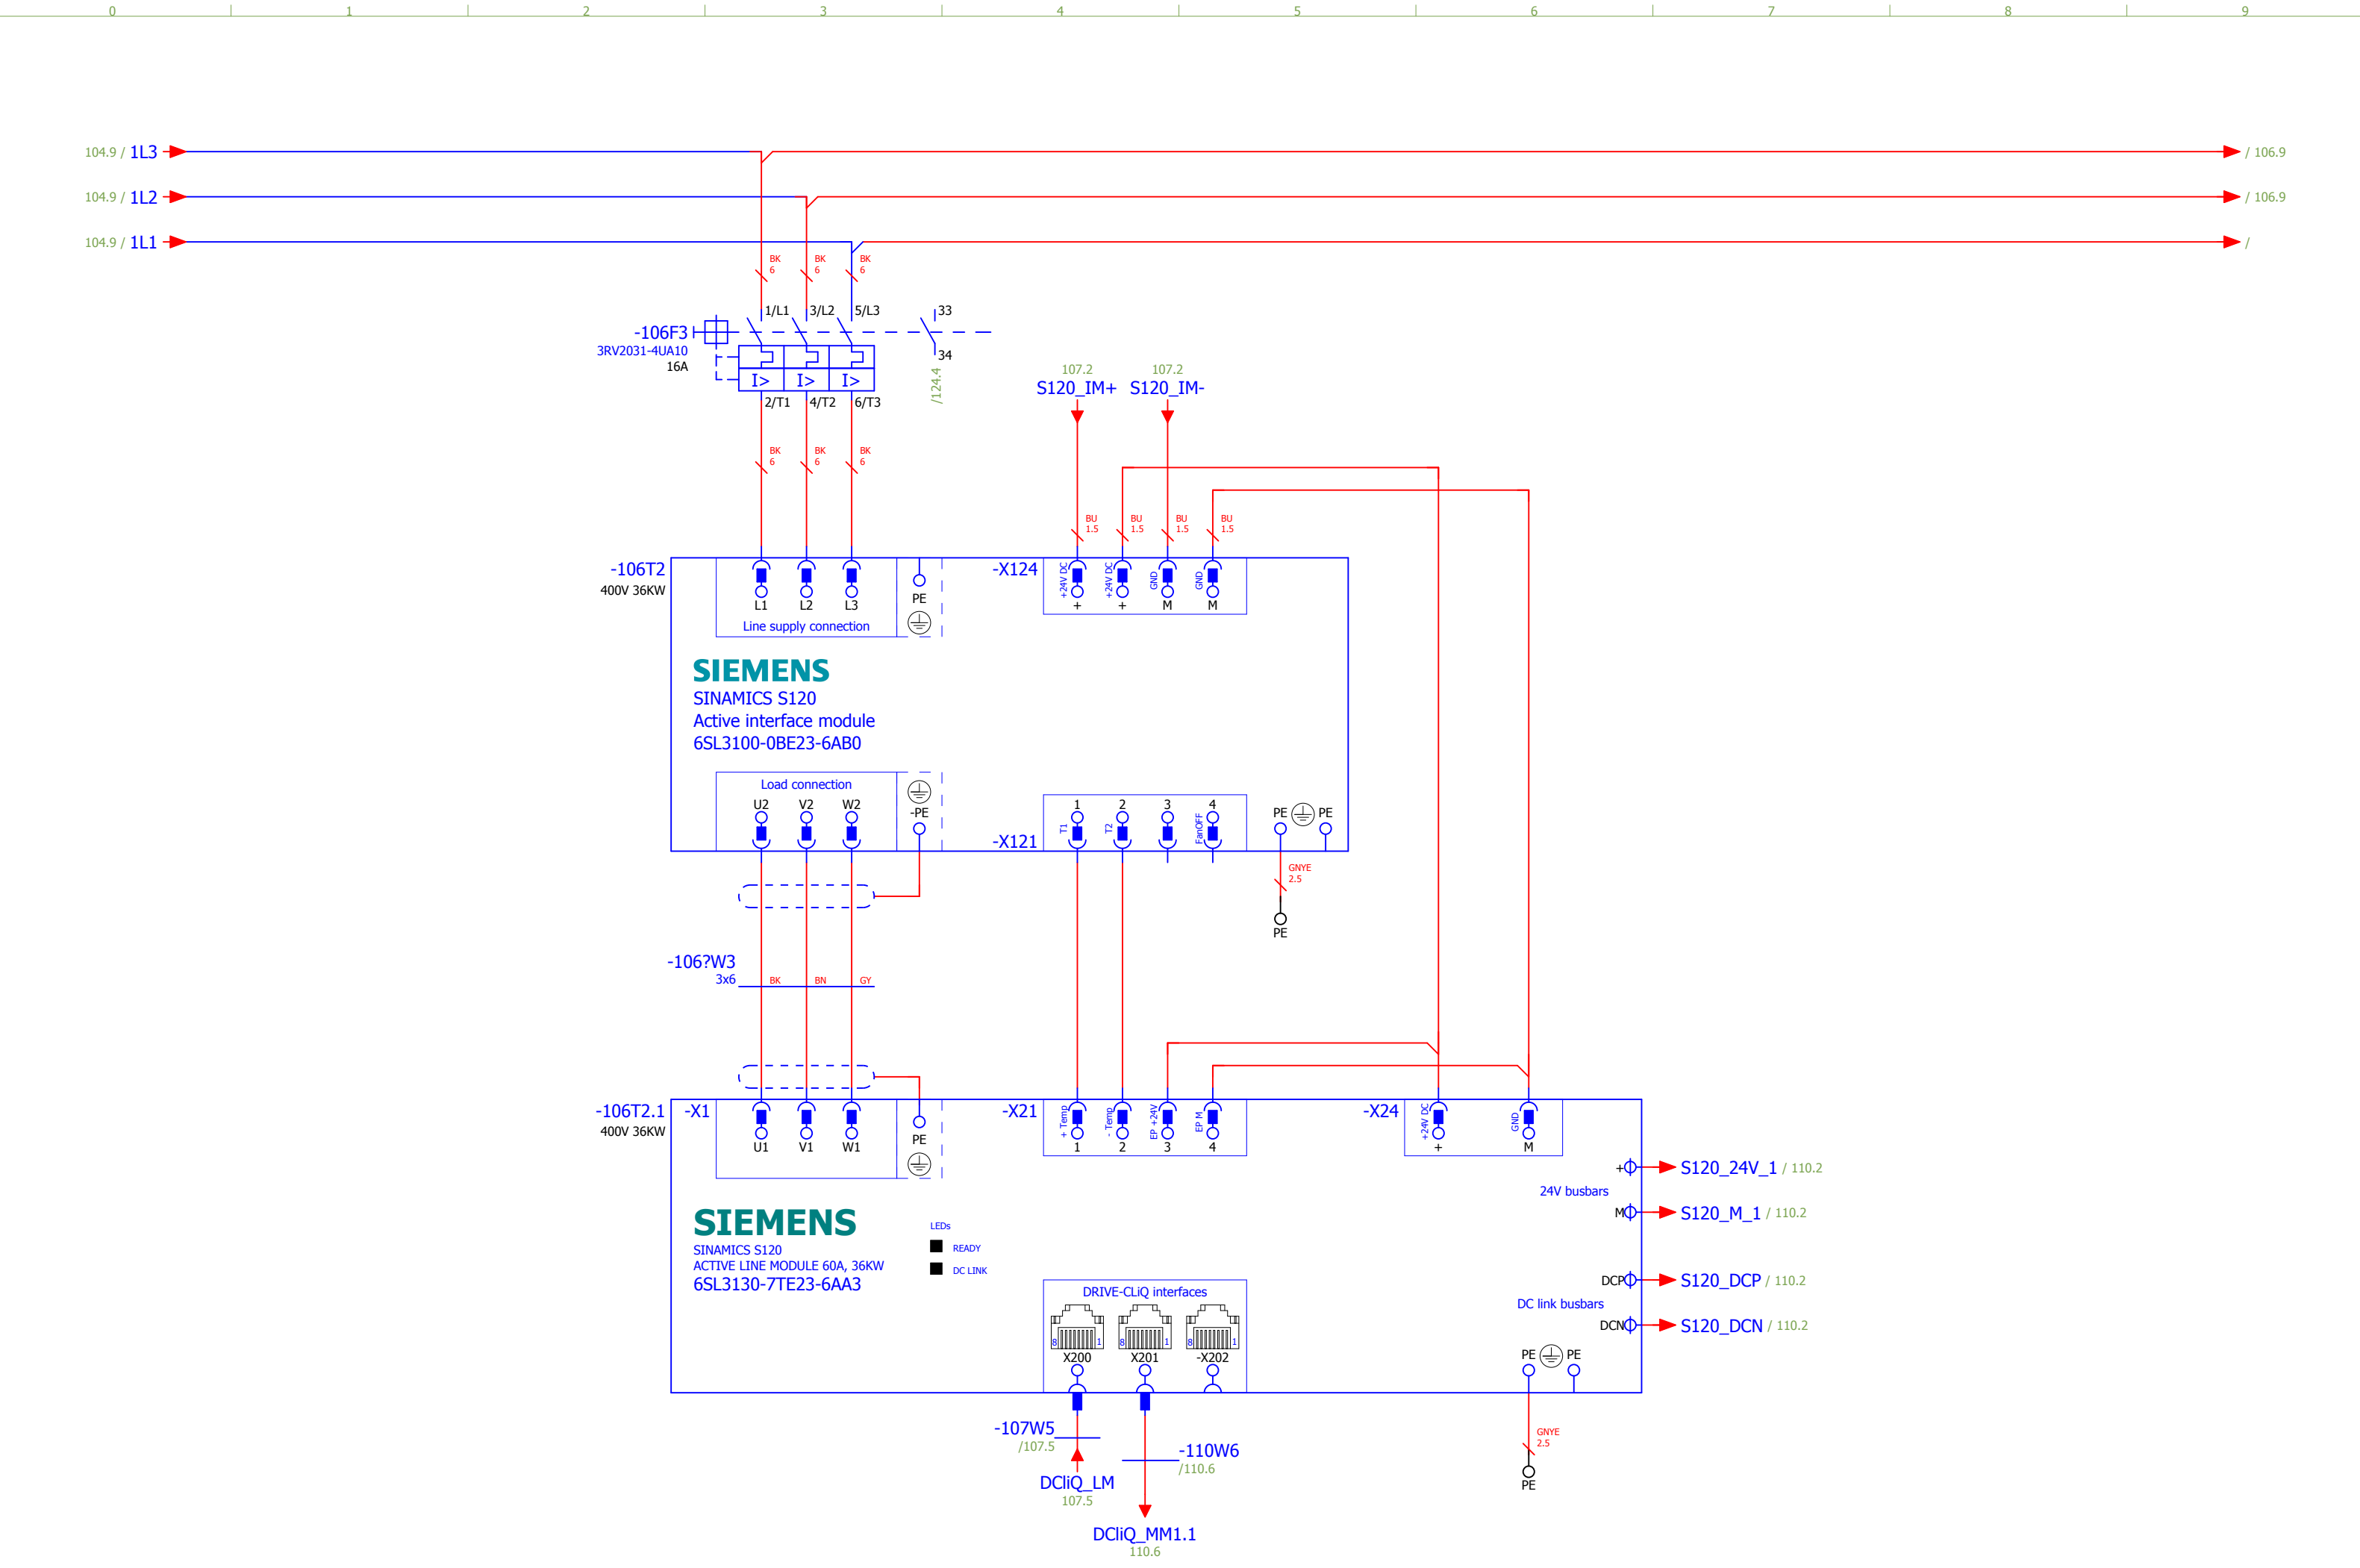 0 1 2 3 4 5 6 7 8 9
104.9 / 1L3
/ 106.9
104.9 / 1L2
/ 106.9
104.9 / 1L1
/
BK BK BK
6 6 6
1/L1 3/L2 5/L3 33
-106F3
3RV2031-4UA10
16A
34
I> I> I>
/124.4
2/T1 4/T2 6/T3
107.2 107.2
S120_IM+ S120_IM-
BK BK BK
6 6 6
BU BU BU BU
1.5 1.5 1.5 1.5
-106T2
400V 36KW
L1 L2 L3 PE
Line supply connection
-X124
+24V DC +24V DC GND GND
+ + M M
SIEMENS
SINAMICS S120
Active interface module
6SL3100-0BE23-6AB0
Load connection
U2 V2 W2 -PE
-X121
1 2 3 4
T1 T2 FanOFF
PE PE
GNYE
2.5
PE
-106?W3
3x6
BK BN GY
-106T2.1
400V 36KW
-X1
U1 V1 W1 PE
-X21
+ Temp - Temp EP +24V EP M
1 2 3 4
-X24
+24V DC GND
+ M
+ S120_24V_1 / 110.2
24V busbars
M S120_M_1 / 110.2
SIEMENS
SINAMICS S120
ACTIVE LINE MODULE 60A, 36KW
6SL3130-7TE23-6AA3
LEDs
READY
DC LINK
DCP S120_DCP / 110.2
DC link busbars
DCN S120_DCN / 110.2
DRIVE-CLiQ interfaces
8 1 8 1 8 1
X200 X201 -X202
PE PE
-107W5
/107.5
-110W6
/110.6
GNYE
2.5
PE
DCliQ_LM
107.5
DCliQ_MM1.1
110.6